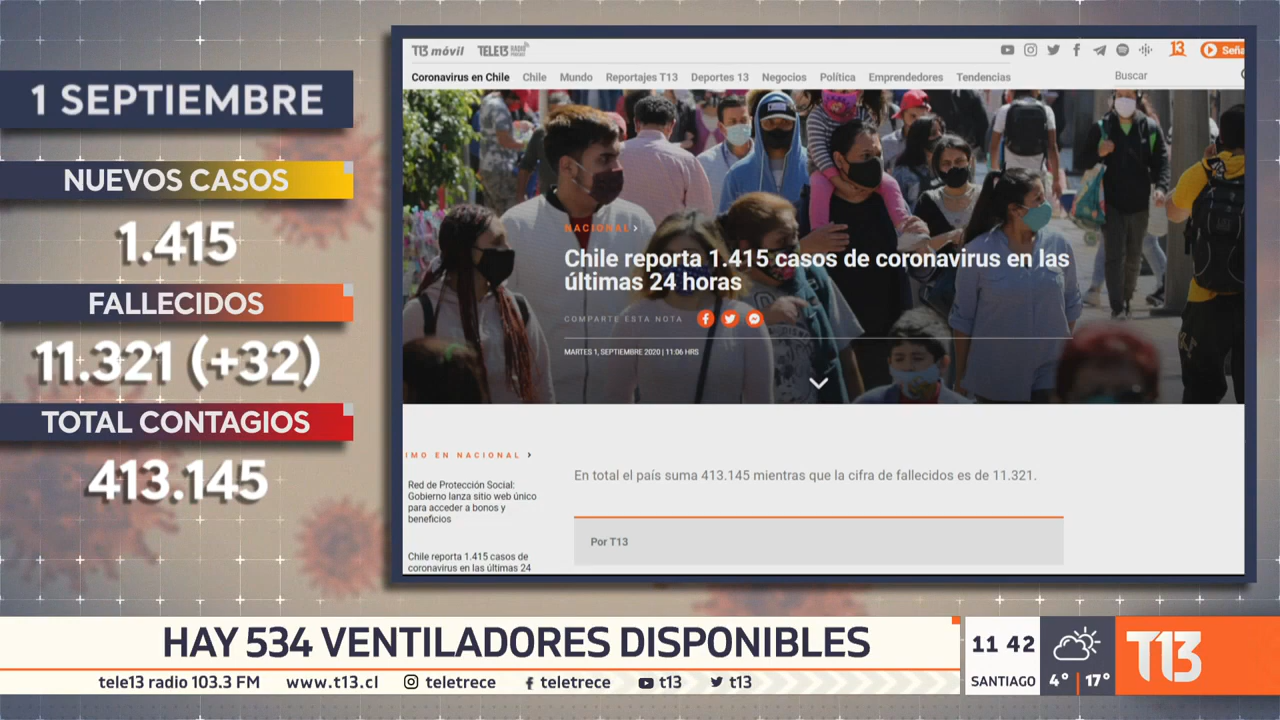 1 SEPTIEMBRE
NUEVOS CASOS
1.415
FALLECIDOS
11.321 (+32)
TOTAL CONTAGIOS
413.145
T13 móvil TELE13 RADIO
13 Seña
Coronavirus en Chile Chile Mundo Reportajes T13 Deportes 13 Negocios Política Emprendedores Tendencias
Buscar
NACIONAL
Chile reporta 1.415 casos de coronavirus en las
últimas 24 horas
COMPARTE ESTA NOTA
MARTES 1, SEPTIEMBRE 2020 | 11:06 HRS
IMO EN NACIONAL
Red de Protección Social:
Gobierno lanza sitio web único
para acceder a bonos y
beneficios
Chile reporta 1.415 casos de
coronavirus en las últimas 24
En total el país suma 413.145 mientras que la cifra de fallecidos es de 11.321.
Por T13
HAY 534 VENTILADORES DISPONIBLES
tele13 radio 103.3 FM www.t13.cl teletrece teletrece t13 t13
11 42
SANTIAGO
4° | 17°
T13